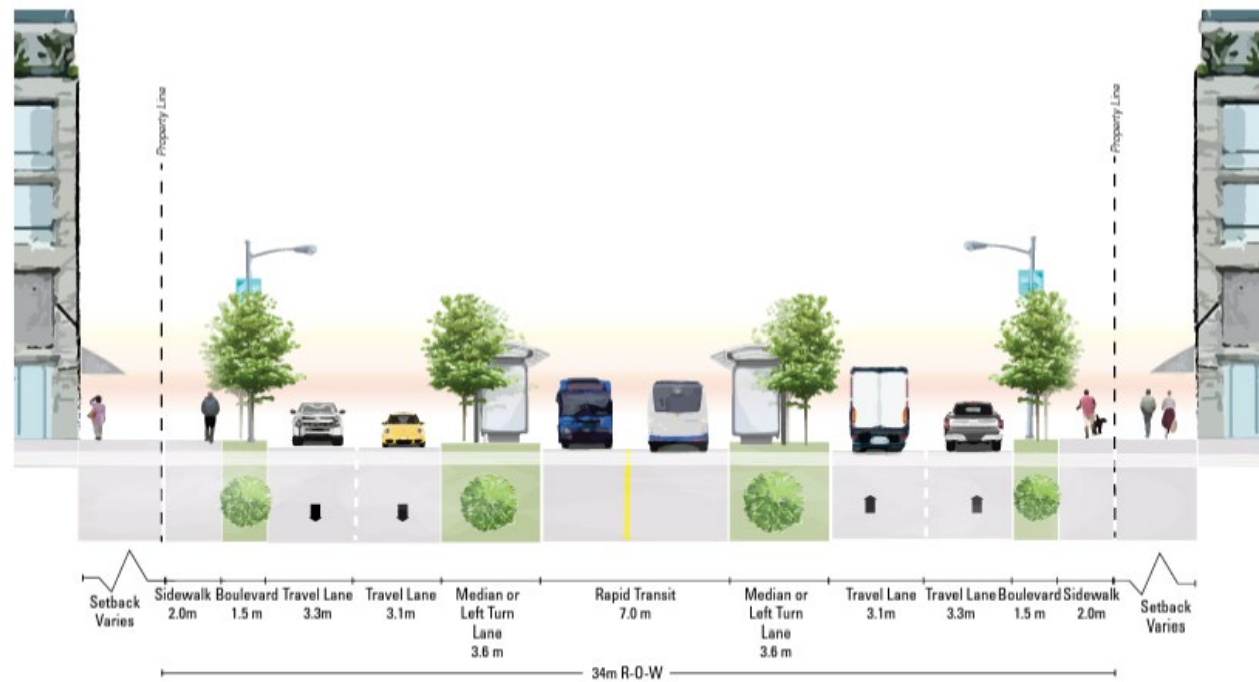 Property Line
Property Line
Setback
Varies
Sidewalk
2.0m
Boulevard
1.5 m
Travel Lane
3.3m
Travel Lane
3.1m
Median or
Left Turn
Lane
3.6 m
Rapid Transit
7.0 m
Median or
Left Turn
Lane
3.6 m
Travel Lane
3.1m
Travel Lane
3.3m
Boulevard
1.5 m
Sidewalk
2.0m
Setback
Varies
34m R-O-W